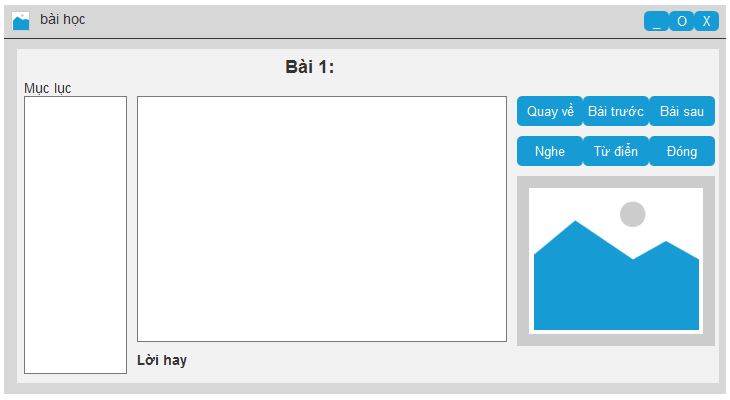 bài học
_ O X
Bài 1:
Mục lục
Quay về Bài trước Bài sau
Nghe Từ điển Đóng
Lời hay